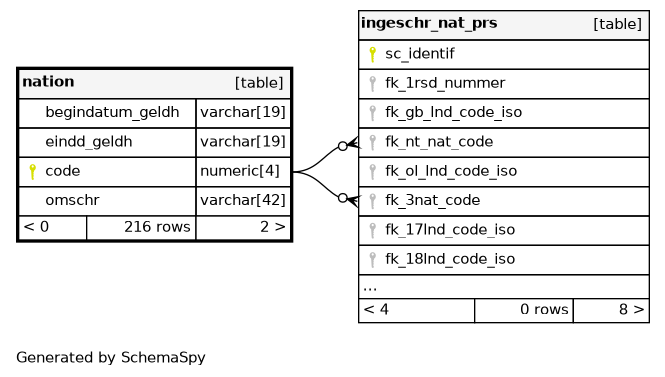 nation [table]
begindatum_geldh varchar[19]
eindd_geldh varchar[19]
code numeric[4]
omschr varchar[42]
< 0 216 rows 2 >
ingeschr_nat_prs [table]
sc_identif
fk_1rsd_nummer
fk_gb_lnd_code_iso
fk_nt_nat_code
fk_ol_lnd_code_iso
fk_3nat_code
fk_17lnd_code_iso
fk_18lnd_code_iso
...
< 4 0 rows 8 >
Generated by SchemaSpy